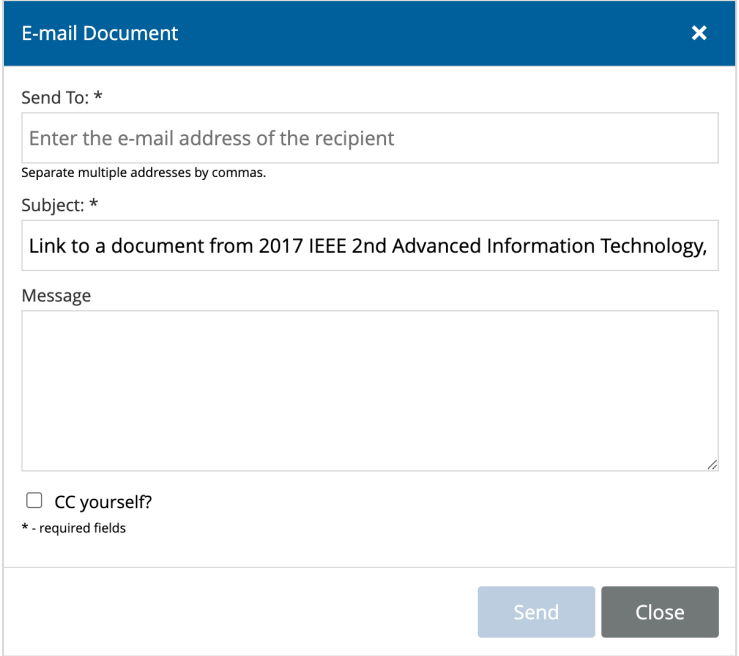 E-mail Document
Send To: *
Enter the e-mail address of the recipient
Separate multiple addresses by commas.
Subject: *
Link to a document from 2017 IEEE 2nd Advanced Information Technology,
Message
CC yourself?
* - required fields
Send Close